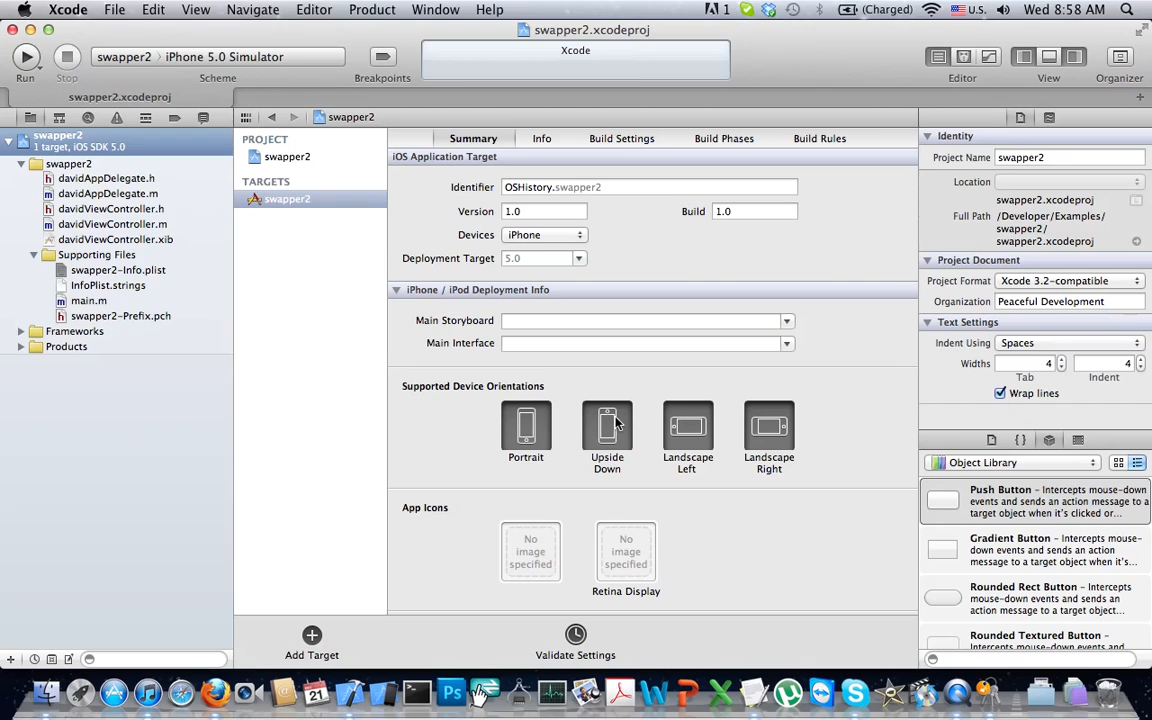 Xcode File Edit View Navigate Editor Product Window Help 1 (Charged) U.S. Wed 8:58 AM
swapper2.xcodeproj
swapper2 iPhone 5.0 Simulator
Xcode
Run Stop Scheme Breakpoints Editor View Organizer
swapper2.xcodeproj
swapper2
1 target, iOS SDK 5.0
swapper2
davidAppDelegate.h
davidAppDelegate.m
davidViewController.h
davidViewController.m
davidViewController.xib
Supporting Files
swapper2-Info.plist
InfoPlist.strings
main.m
swapper2-Prefix.pch
Frameworks
Products
swapper2
PROJECT
swapper2
TARGETS
swapper2
Summary Info Build Settings Build Phases Build Rules
iOS Application Target
Identifier OSHistory.swapper2
Version 1.0 Build 1.0
Devices iPhone
Deployment Target 5.0
iPhone / iPod Deployment Info
Main Storyboard
Main Interface
Supported Device Orientations
Portrait
Upside
Down
Landscape
Left
Landscape
Right
App Icons
No
image
specified
No
image
specified
Retina Display
Add Target
Validate Settings
Identity
Project Name swapper2
Location
swapper2.xcodeproj
Full Path /Developer/Examples/
swapper2/
swapper2.xcodeproj
Project Document
Project Format Xcode 3.2-compatible
Organization Peaceful Development
Text Settings
Indent Using Spaces
Widths 4 4
Tab Indent
Wrap lines
Object Library
Push Button - Intercepts mouse-down
events and sends an action message to a
target object when it's clicked or...
Gradient Button - Intercepts mouse-
down events and sends an action
message to a target object when it's...
Rounded Rect Button - Intercepts
mouse-down events and sends an
action message to a target object...
Rounded Textured Button -
Intercepts mouse-down events and
21
Ps